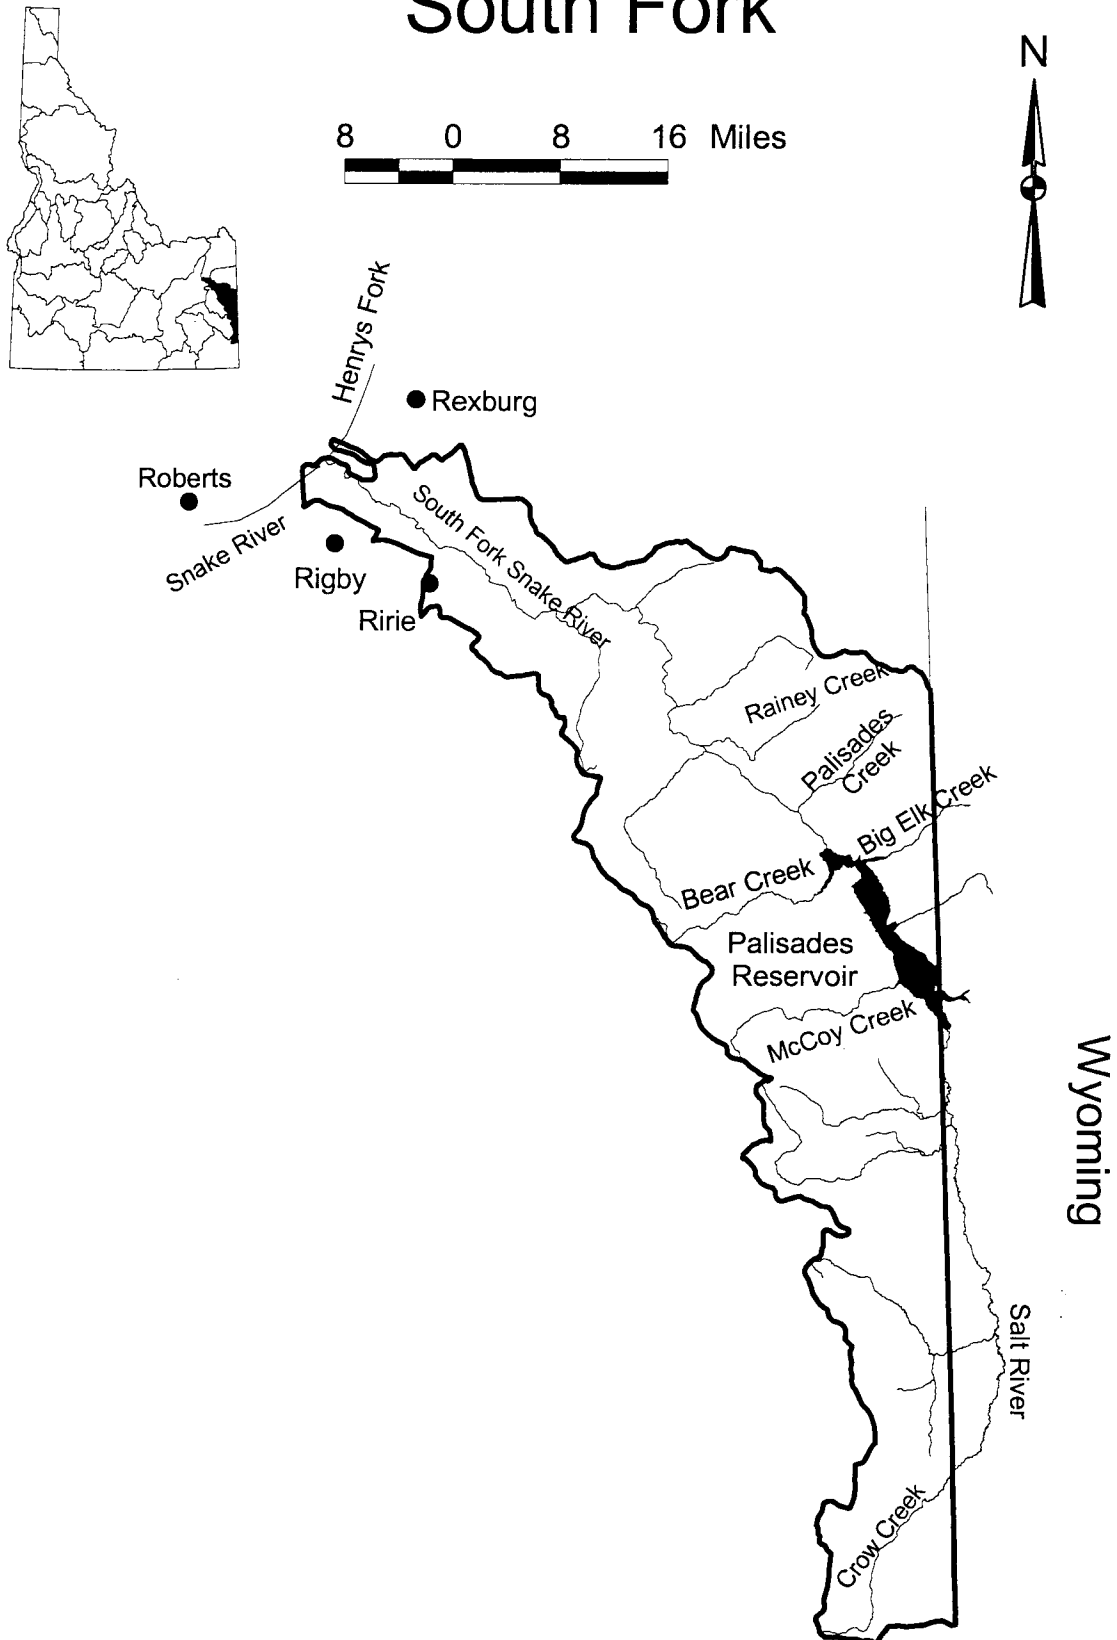 South Fork
N
8 0 8 16 Miles
Henrys Fork
Rexburg
Roberts
Snake River
South Fork Snake River
Rigby
Ririe
Rainey Creek
Palisades
Creek
Big Elk Creek
Bear Creek
Palisades
Reservoir
McCoy Creek
Wyoming
Salt River
Crow Creek